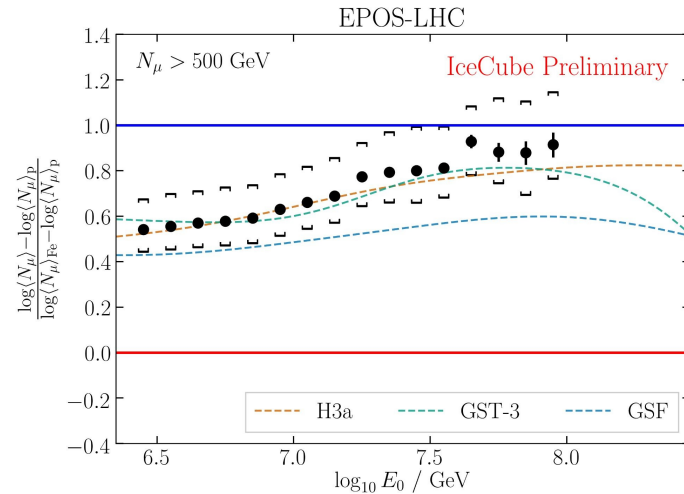 EPOS-LHC
N_μ > 500 GeV
IceCube Preliminary
1.4
1.2
1.0
0.8
0.6
0.4
0.2
0.0
−0.2
−0.4
log⟨N_μ⟩−log⟨N_μ⟩_p
log⟨N_μ⟩_Fe−log⟨N_μ⟩_p
H3a GST-3 GSF
6.5 7.0 7.5 8.0
log₁₀ E₀ / GeV